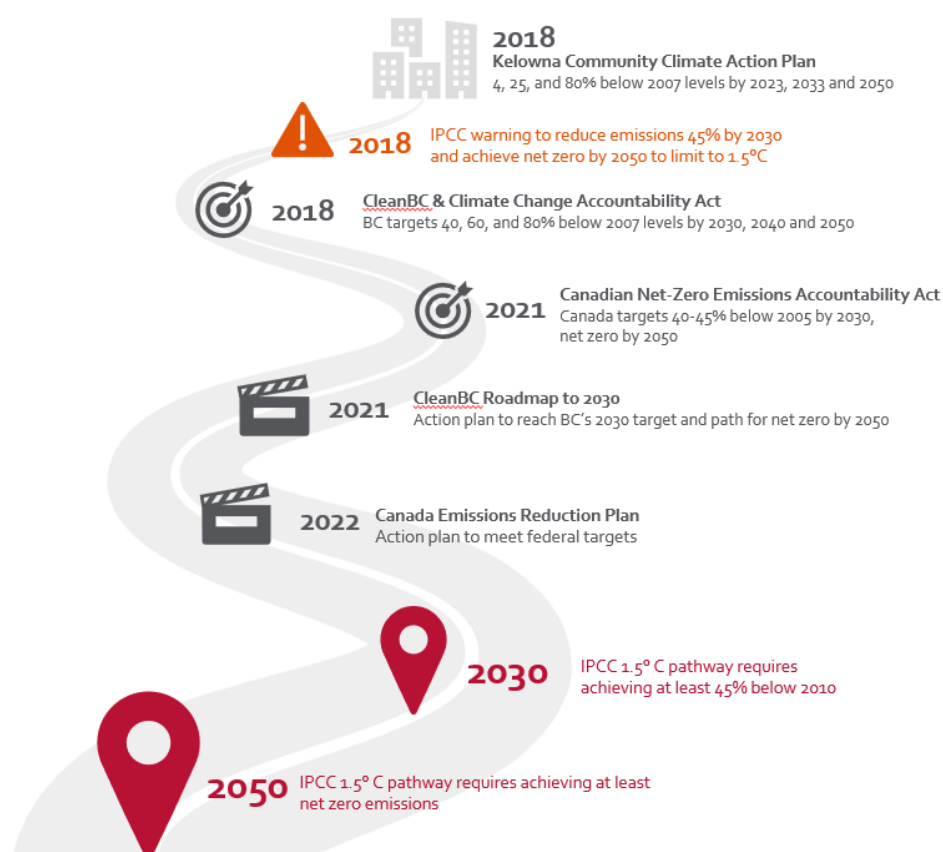 2018
Kelowna Community Climate Action Plan
4, 25, and 80% below 2007 levels by 2023, 2033 and 2050
2018
IPCC warning to reduce emissions 45% by 2030
and achieve net zero by 2050 to limit to 1.5°C
2018
CleanBC & Climate Change Accountability Act
BC targets 40, 60, and 80% below 2007 levels by 2030, 2040 and 2050
2021
Canadian Net-Zero Emissions Accountability Act
Canada targets 40-45% below 2005 by 2030,
net zero by 2050
2021
CleanBC Roadmap to 2030
Action plan to reach BC's 2030 target and path for net zero by 2050
2022
Canada Emissions Reduction Plan
Action plan to meet federal targets
2030
IPCC 1.5° C pathway requires
achieving at least 45% below 2010
2050
IPCC 1.5° C pathway requires achieving at least
net zero emissions